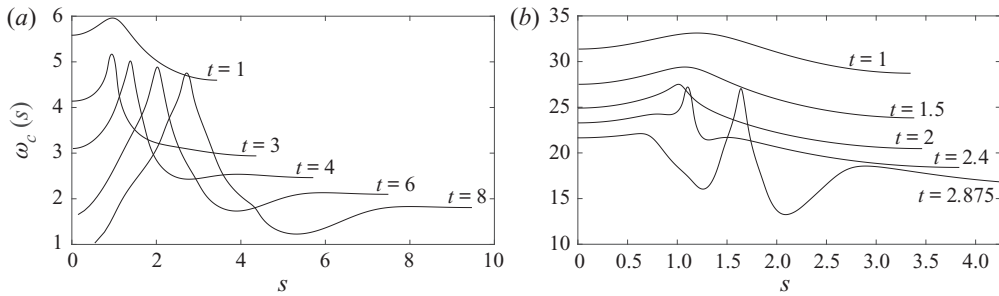 (a)
6
5
4
3
2
1
ω_c (s)
t = 1
t = 3
t = 4
t = 6
t = 8
0 2 4 6 8 10
s
(b)
35
30
25
20
15
10
t = 1
t = 1.5
t = 2
t = 2.4
t = 2.875
0 0.5 1.0 1.5 2.0 2.5 3.0 3.5 4.0
s